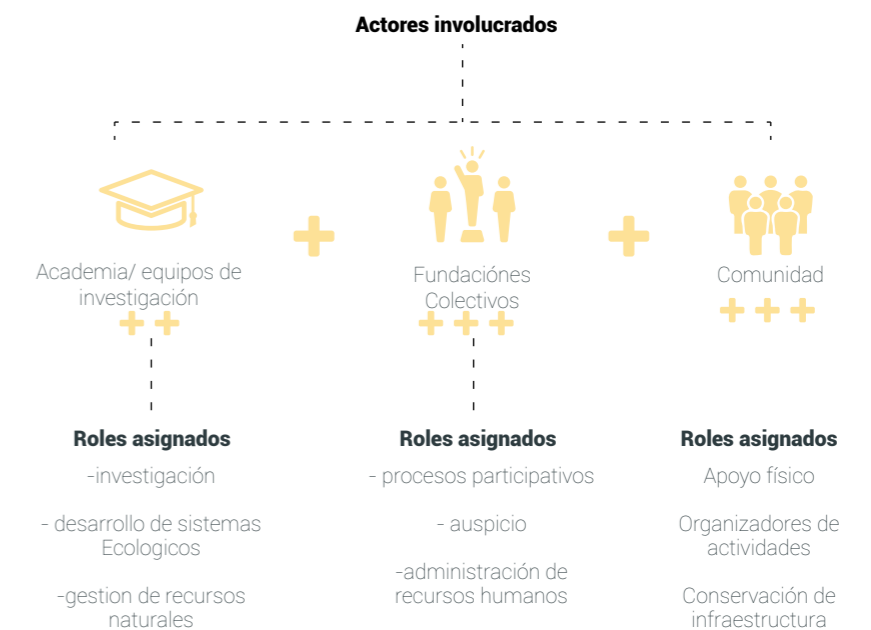 Actores involucrados
Academia/ equipos de
investigación
Fundaciónes
Colectivos
Comunidad
Roles asignados
-investigación
- desarrollo de sistemas
Ecologicos
-gestion de recursos
naturales
Roles asignados
- procesos participativos
- auspicio
-administración de
recursos humanos
Roles asignados
Apoyo físico
Organizadores de
actividades
Conservación de
infraestructura